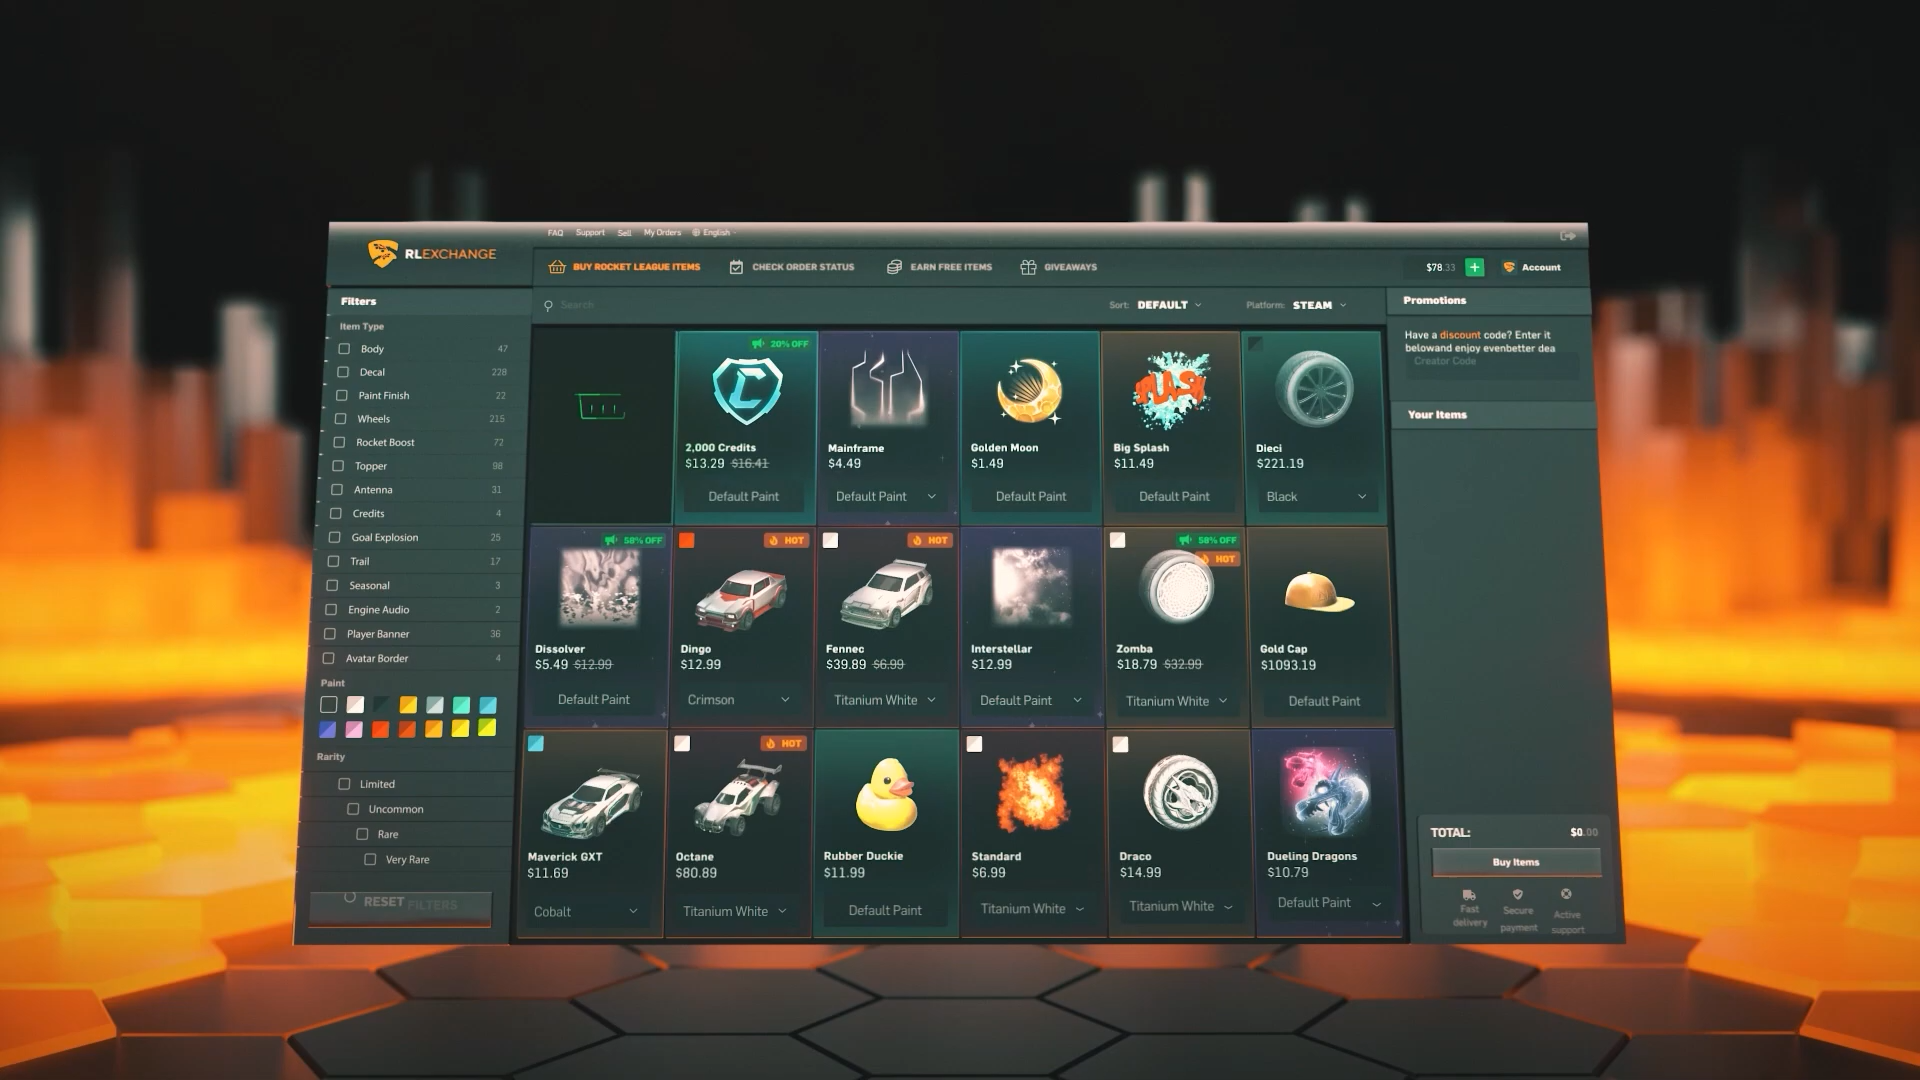 FAQ Support Sell My Orders English
RLEXCHANGE
BUY ROCKET LEAGUE ITEMS CHECK ORDER STATUS EARN FREE ITEMS GIVEAWAYS
$78.33 + Account
Filters
Item Type
Body 47
Decal 228
Paint Finish 22
Wheels 215
Rocket Boost 72
Topper 98
Antenna 31
Credits 4
Goal Explosion 25
Trail 17
Seasonal 3
Engine Audio 2
Player Banner 36
Avatar Border 4
Paint
Rarity
Limited
Uncommon
Rare
Very Rare
RESET FILTERS
Search
Sort: DEFAULT
Platform: STEAM
20% OFF
2,000 Credits
$13.29 $16.41
Default Paint
Mainframe
$4.49
Default Paint
Golden Moon
$1.49
Default Paint
SPLASH
Big Splash
$11.49
Default Paint
Dieci
$221.19
Black
58% OFF
Dissolver
$5.49 $12.99
Default Paint
HOT
Dingo
$12.99
Crimson
HOT
Fennec
$39.89 $6.99
Titanium White
Interstellar
$12.99
Default Paint
58% OFF
HOT
Zomba
$18.79 $32.99
Titanium White
Gold Cap
$1093.19
Default Paint
Maverick GXT
$11.69
Cobalt
HOT
Octane
$80.89
Titanium White
Rubber Duckie
$11.99
Default Paint
Standard
$6.99
Titanium White
Draco
$14.99
Titanium White
Dueling Dragons
$10.79
Default Paint
Promotions
Have a discount code? Enter it
belowand enjoy evenbetter dea
Creator Code
Your Items
TOTAL: $0.00
Buy Items
Fast
delivery
Secure
payment
Active
support